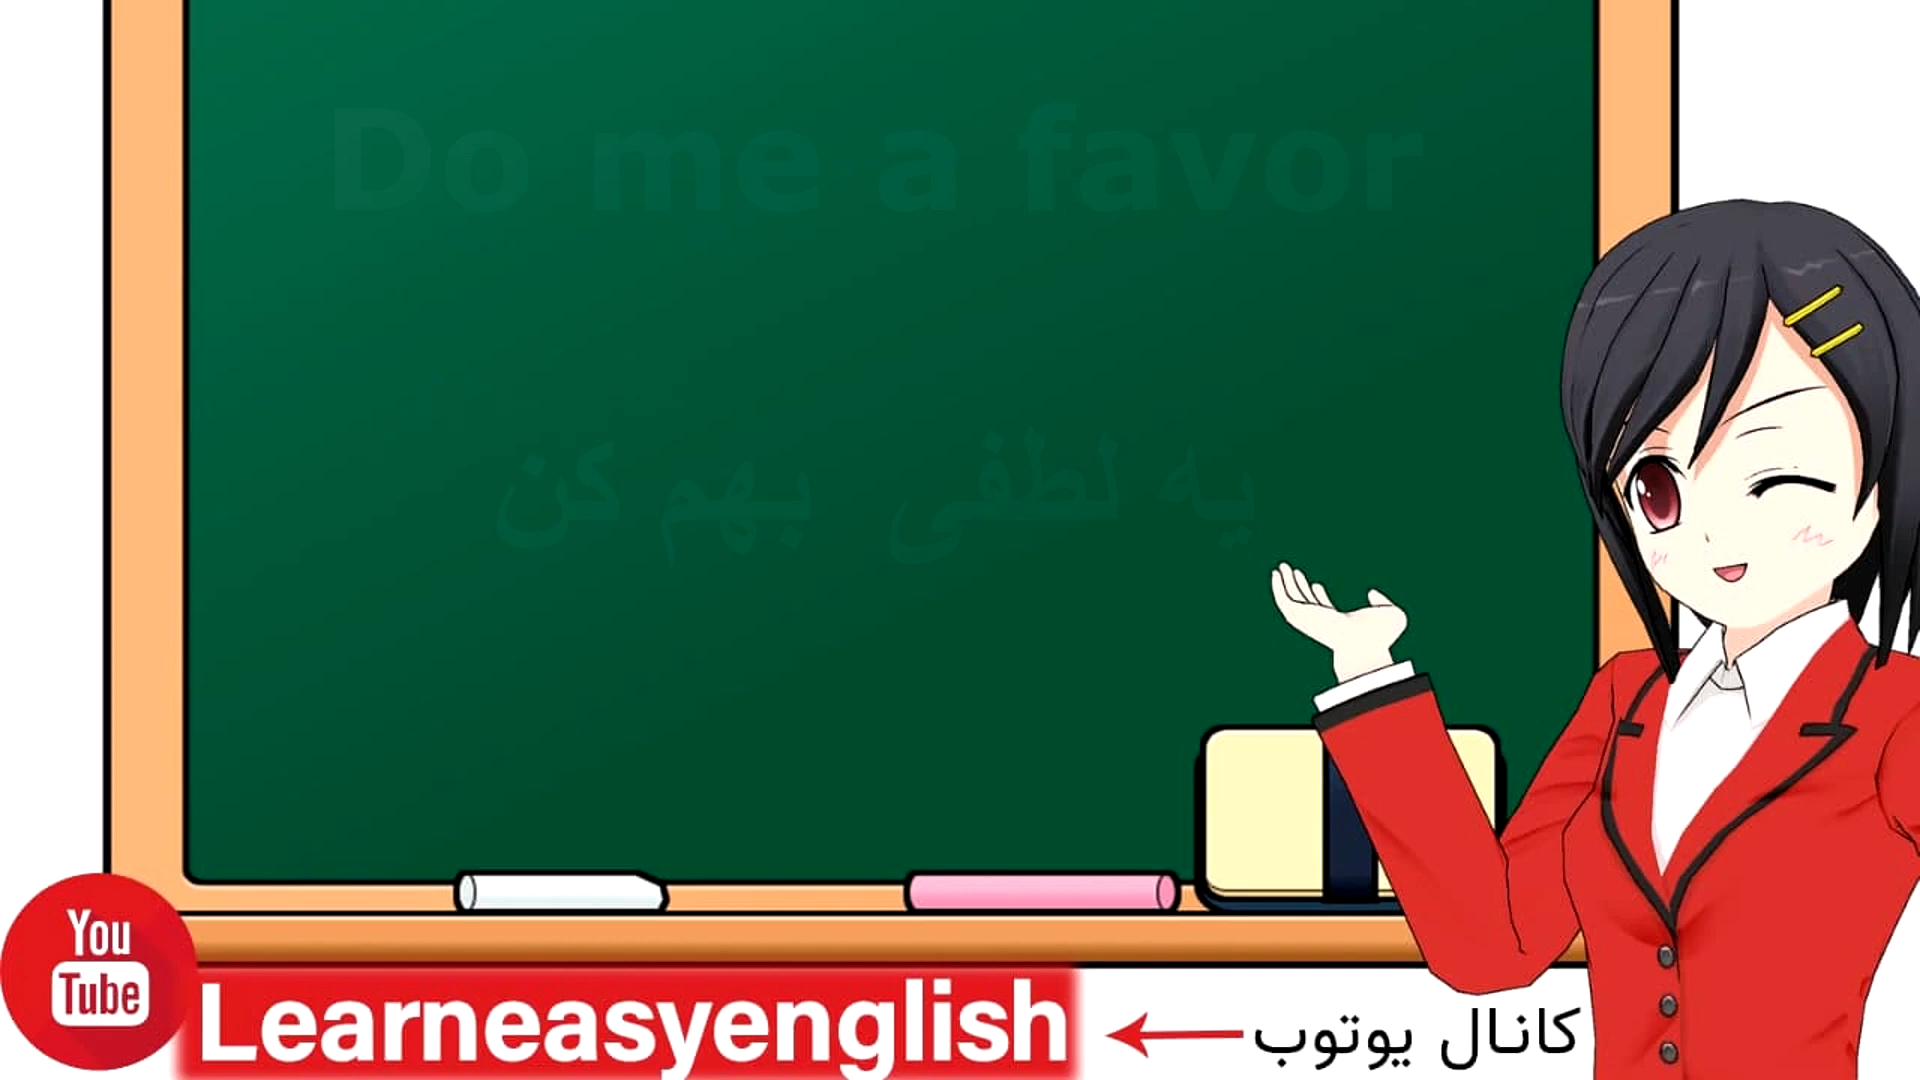 Do me a favor
یه لطفی بهم کن
You
Tube
Learneasyenglish
کانال یوتوب